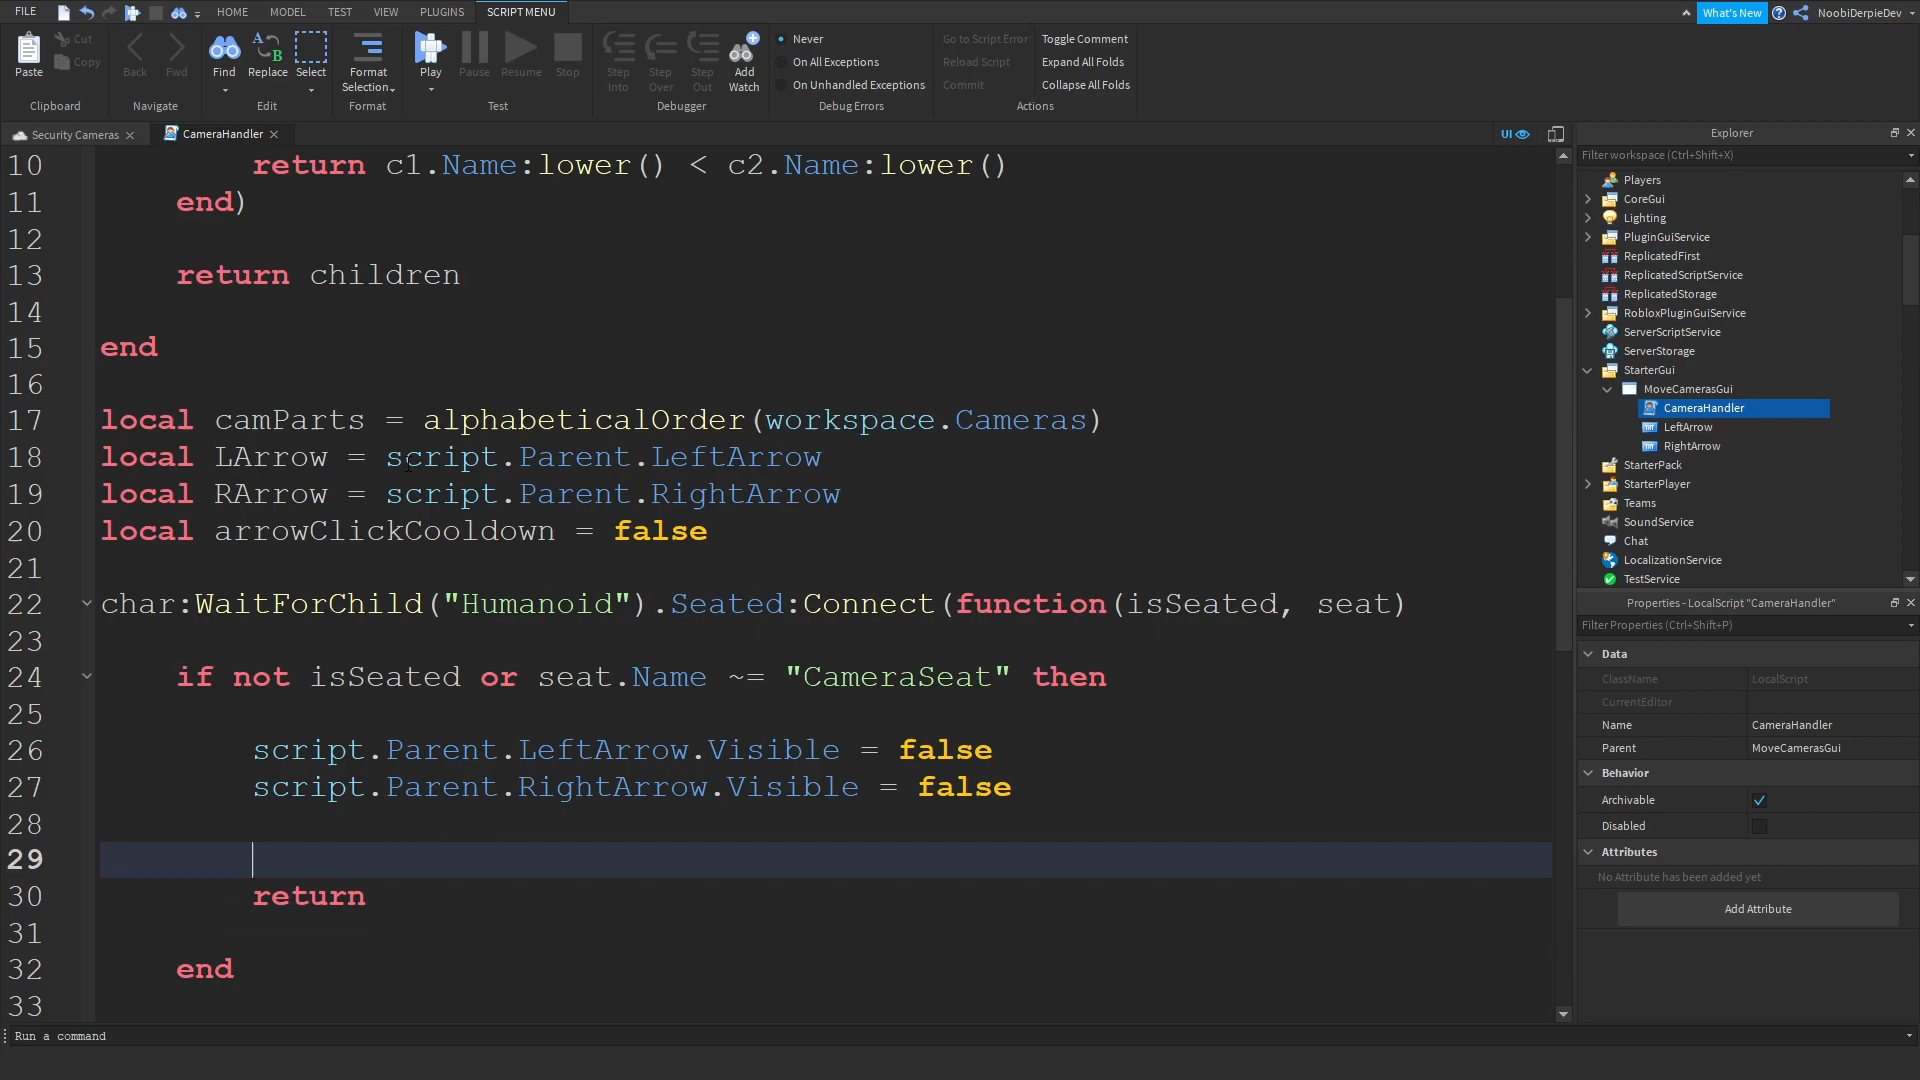 FILE HOME MODEL TEST VIEW PLUGINS SCRIPT MENU What's New NoobiDerpieDev
Paste Cut Copy Back Fwd Find Replace Select Format Selection Play Pause Resume Stop Step Into Step Over Step Out Add Watch
Never
On All Exceptions
On Unhandled Exceptions
Go to Script Error
Reload Script
Commit
Toggle Comment
Expand All Folds
Collapse All Folds
Clipboard Navigate Edit Format Test Debugger Debug Errors Actions
Security Cameras CameraHandler UI
10 return c1.Name:lower() < c2.Name:lower()
11 end)
12
13 return children
14
15 end
16
17 local camParts = alphabeticalOrder(workspace.Cameras)
18 local LArrow = script.Parent.LeftArrow
19 local RArrow = script.Parent.RightArrow
20 local arrowClickCooldown = false
21
22 char:WaitForChild("Humanoid").Seated:Connect(function(isSeated, seat)
23
24 if not isSeated or seat.Name ~= "CameraSeat" then
25
26 script.Parent.LeftArrow.Visible = false
27 script.Parent.RightArrow.Visible = false
28
29
30 return
31
32 end
33
Run a command
Explorer
Filter workspace (Ctrl+Shift+X)
Players
CoreGui
Lighting
PluginGuiService
ReplicatedFirst
ReplicatedScriptService
ReplicatedStorage
RobloxPluginGuiService
ServerScriptService
ServerStorage
StarterGui
MoveCamerasGui
CameraHandler
LeftArrow
RightArrow
StarterPack
StarterPlayer
Teams
SoundService
Chat
LocalizationService
TestService
Properties - LocalScript "CameraHandler"
Filter Properties (Ctrl+Shift+P)
Data
ClassName LocalScript
CurrentEditor
Name CameraHandler
Parent MoveCamerasGui
Behavior
Archivable
Disabled
Attributes
No Attribute has been added yet
Add Attribute